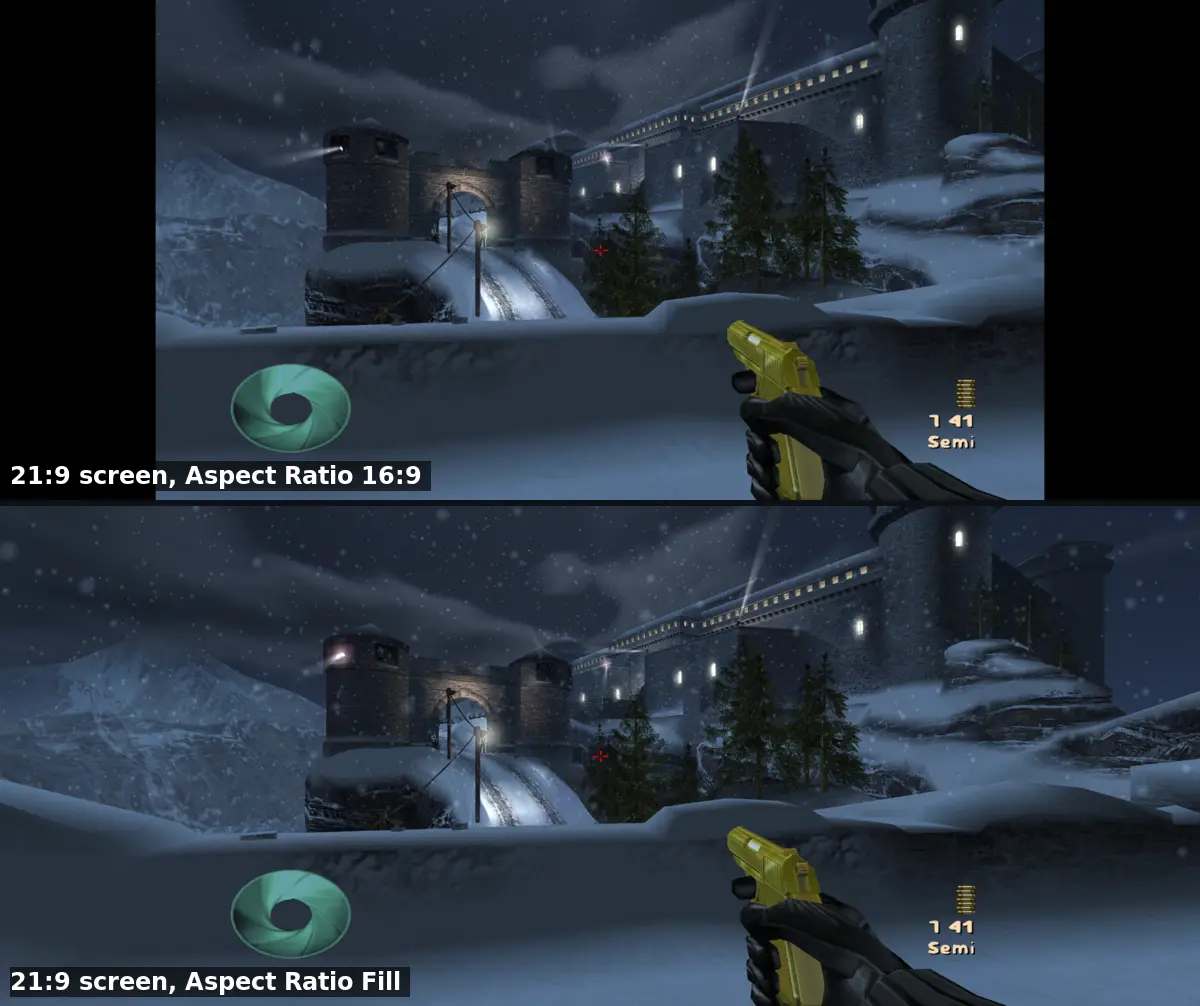 7 41
Semi
21:9 screen, Aspect Ratio 16:9
7 41
Semi
21:9 screen, Aspect Ratio Fill